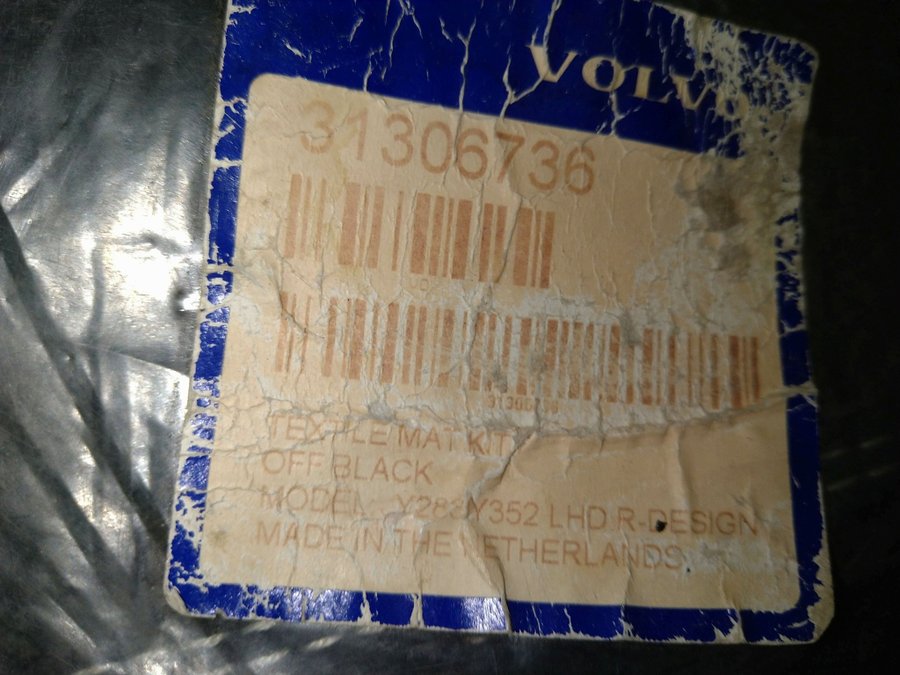 VOLVO
31306736
TEXTILE MAT KIT
OFF BLACK
MODEL Y283 Y352 LHD R-DESIGN
MADE IN THE NETHERLANDS